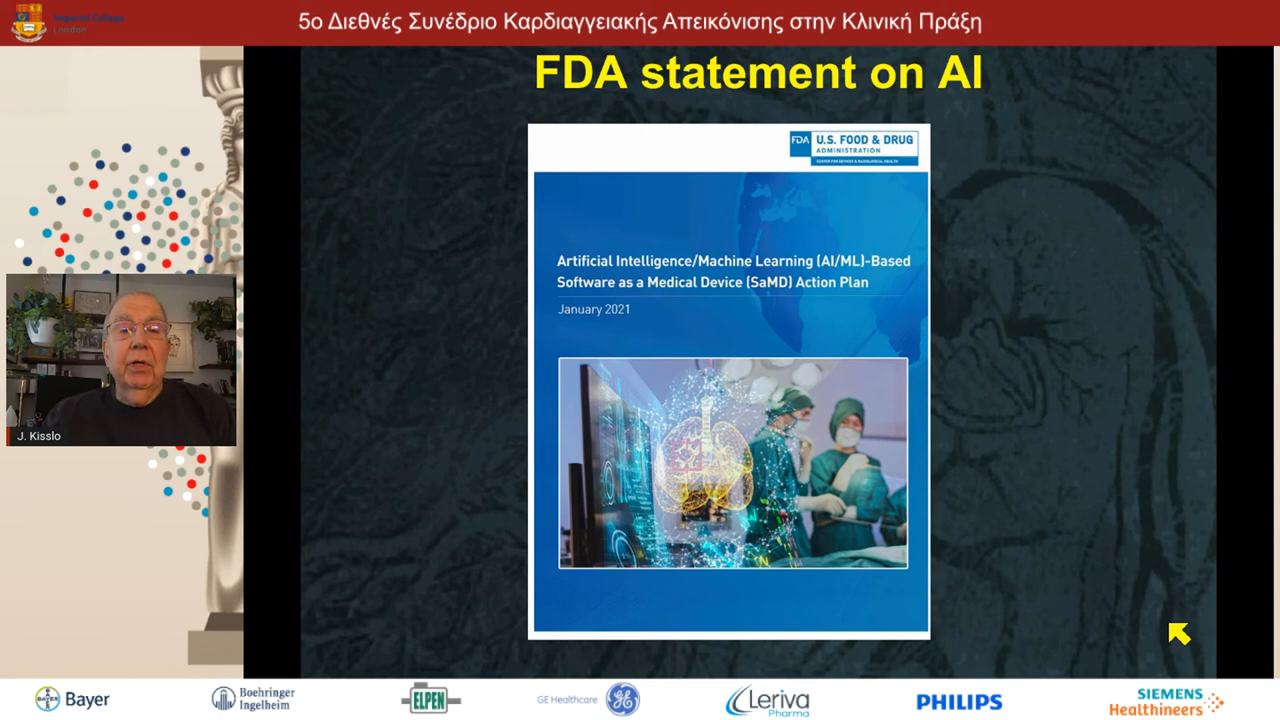 Imperial College
London
5ο Διεθνές Συνέδριο Καρδιαγγειακής Απεικόνισης στην Κλινική Πράξη
FDA statement on AI
FDA
U.S. FOOD & DRUG
ADMINISTRATION
CENTER FOR DEVICES & RADIOLOGICAL HEALTH
Artificial Intelligence/Machine Learning (AI/ML)-Based
Software as a Medical Device (SaMD) Action Plan
January 2021
J. Kisslo
BAYER
Bayer
Boehringer
Ingelheim
ELPEN
GE Healthcare
GE
Leriva
Pharma
PHILIPS
SIEMENS
Healthineers